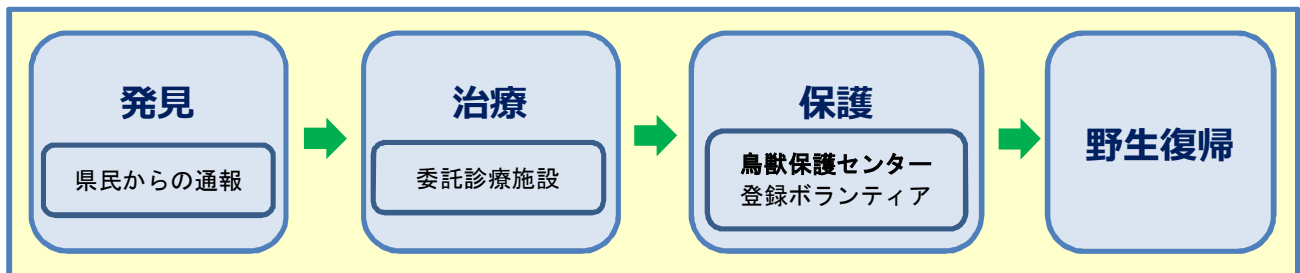 発見
県民からの通報
治療
委託診療施設
保護
鳥獣保護センター
登録ボランティア
野生復帰